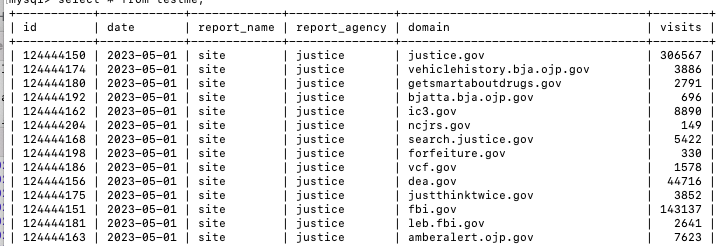 mysql> select * from testme;
+-----------+------------+-------------+---------------+---------------------------+--------+
| id | date | report_name | report_agency | domain | visits |
+-----------+------------+-------------+---------------+---------------------------+--------+
| 124444150 | 2023-05-01 | site | justice | justice.gov | 306567 |
| 124444174 | 2023-05-01 | site | justice | vehiclehistory.bja.ojp.gov | 3886 |
| 124444180 | 2023-05-01 | site | justice | getsmartaboutdrugs.gov | 2791 |
| 124444192 | 2023-05-01 | site | justice | bjatta.bja.ojp.gov | 696 |
| 124444162 | 2023-05-01 | site | justice | ic3.gov | 8890 |
| 124444204 | 2023-05-01 | site | justice | ncjrs.gov | 149 |
| 124444168 | 2023-05-01 | site | justice | search.justice.gov | 5422 |
| 124444198 | 2023-05-01 | site | justice | forfeiture.gov | 330 |
| 124444186 | 2023-05-01 | site | justice | vcf.gov | 1578 |
| 124444156 | 2023-05-01 | site | justice | dea.gov | 44716 |
| 124444175 | 2023-05-01 | site | justice | justthinktwice.gov | 3852 |
| 124444151 | 2023-05-01 | site | justice | fbi.gov | 143137 |
| 124444181 | 2023-05-01 | site | justice | leb.fbi.gov | 2641 |
| 124444163 | 2023-05-01 | site | justice | amberalert.ojp.gov | 7623 |